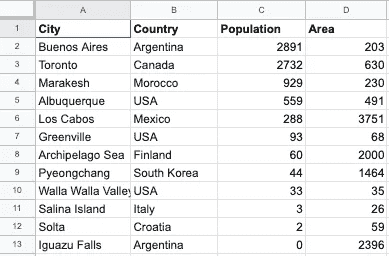 A B C D
1 City Country Population Area
2 Buenos Aires Argentina 2891 203
3 Toronto Canada 2732 630
4 Marakesh Morocco 929 230
5 Albuquerque USA 559 491
6 Los Cabos Mexico 288 3751
7 Greenville USA 93 68
8 Archipelago Sea Finland 60 2000
9 Pyeongchang South Korea 44 1464
10 Walla Walla Valley USA 33 35
11 Salina Island Italy 3 26
12 Solta Croatia 2 59
13 Iguazu Falls Argentina 0 2396